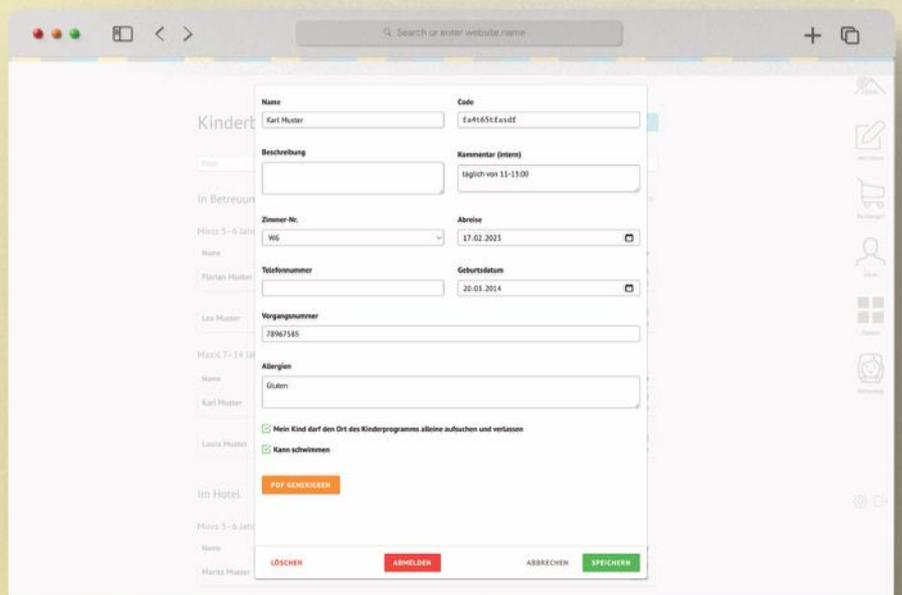 Search or enter website name
Kinderb
Name
Karl Muster
Code
fa4t65tfasdf
Beschreibung
Kommentar (intern)
täglich von 11-13:00
In Betreuun
Minis 3-6 Jahr
Name
Florian Muster
Lea Muster
Zimmer-Nr.
W6
Abreise
17.02.2023
Telefonnummer
Geburtsdatum
20.03.2014
Vorgangsnummer
78967585
Maxis 7-14 Jah
Name
Karl Muster
Laura Muster
Allergien
Gluten
Mein Kind darf den Ort des Kinderprogramms alleine aufsuchen und verlassen
Kann schwimmen
PDF GENERIEREN
Im Hotel
Minis 3-6 Jahr
Name
Moritz Muster
LÖSCHEN
ABMELDEN
ABBRECHEN
SPEICHERN